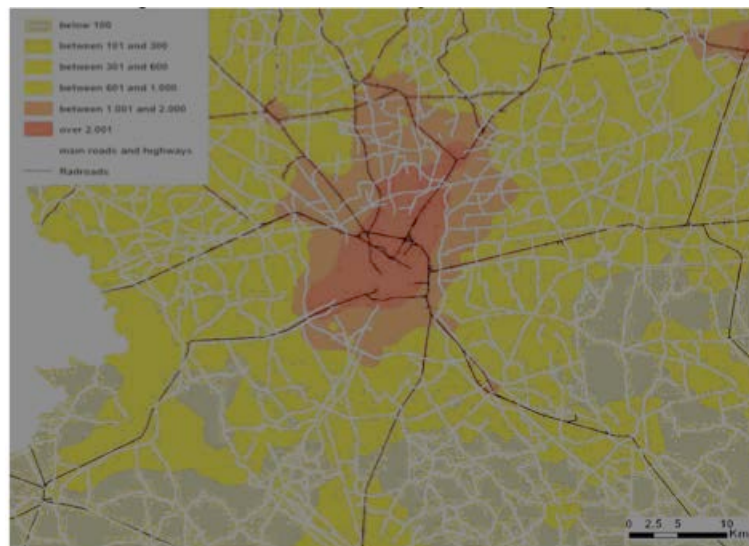 below 100
between 101 and 300
between 301 and 600
between 601 and 1.000
between 1.001 and 2.000
over 2.001
main roads and highways
Railroads
0 2.5 5 10
Km